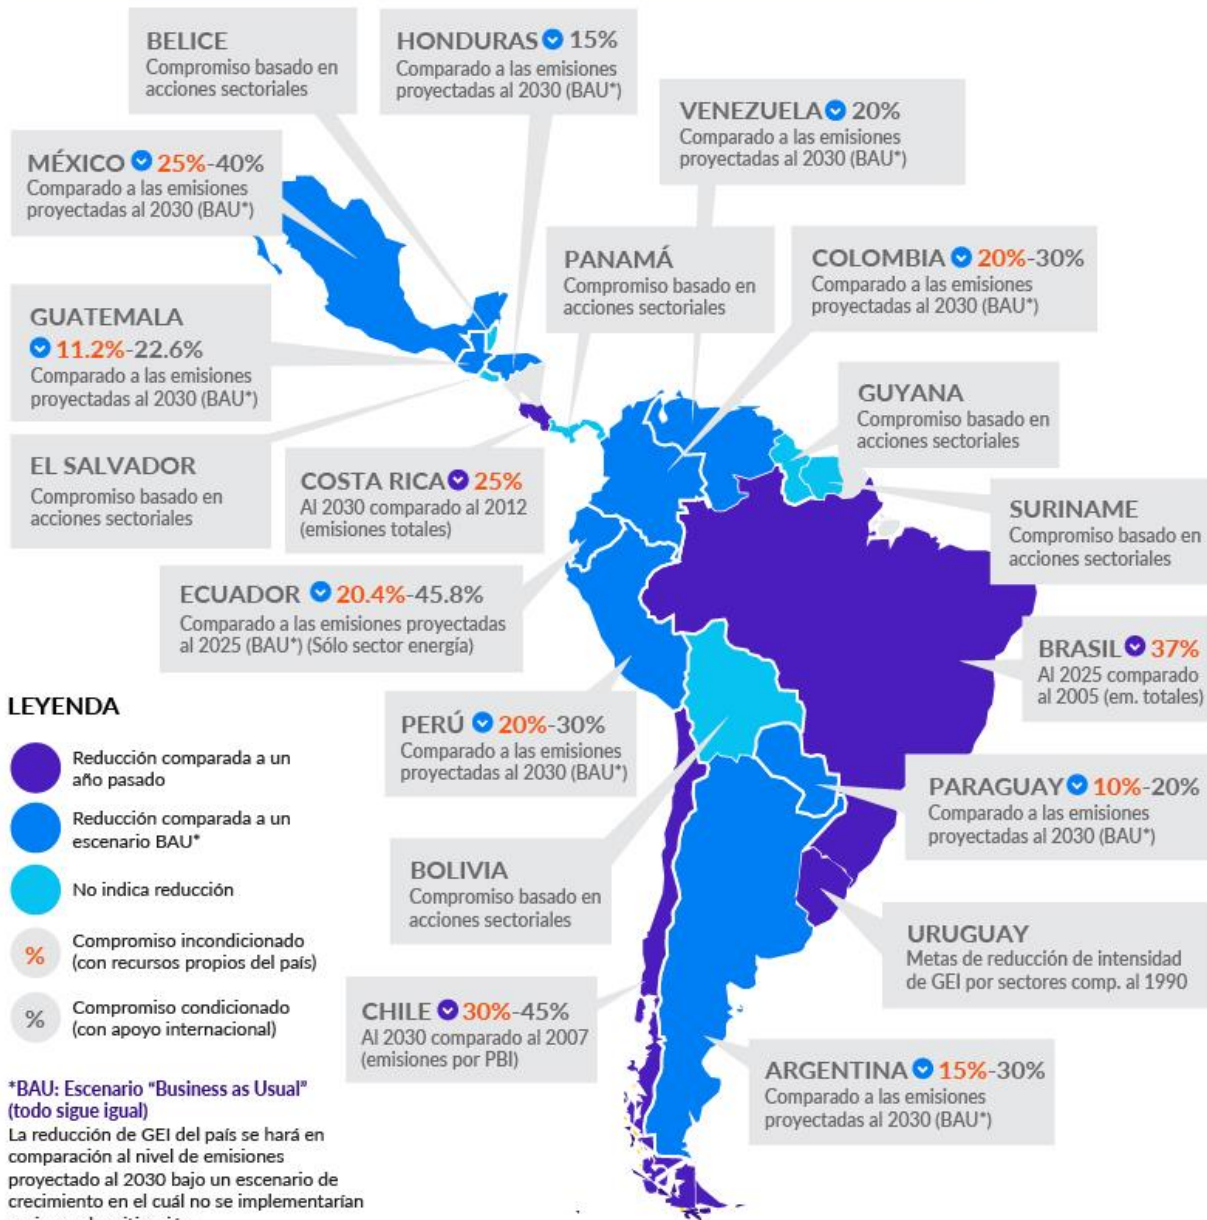 BELICE
Compromiso basado en
acciones sectoriales
HONDURAS 15%
Comparado a las emisiones
proyectadas al 2030 (BAU*)
VENEZUELA 20%
Comparado a las emisiones
proyectadas al 2030 (BAU*)
MÉXICO 25%-40%
Comparado a las emisiones
proyectadas al 2030 (BAU*)
PANAMÁ
Compromiso basado en
acciones sectoriales
COLOMBIA 20%-30%
Comparado a las emisiones
proyectadas al 2030 (BAU*)
GUATEMALA
11.2%-22.6%
Comparado a las emisiones
proyectadas al 2030 (BAU*)
GUYANA
Compromiso basado en
acciones sectoriales
EL SALVADOR
Compromiso basado en
acciones sectoriales
COSTA RICA 25%
Al 2030 comparado al 2012
(emisiones totales)
SURINAME
Compromiso basado en
acciones sectoriales
ECUADOR 20.4%-45.8%
Comparado a las emisiones proyectadas
al 2025 (BAU*) (Sólo sector energía)
BRASIL 37%
Al 2025 comparado
al 2005 (em. totales)
PERÚ 20%-30%
Comparado a las emisiones
proyectadas al 2030 (BAU*)
PARAGUAY 10%-20%
Comparado a las emisiones
proyectadas al 2030 (BAU*)
BOLIVIA
Compromiso basado en
acciones sectoriales
URUGUAY
Metas de reducción de intensidad
de GEI por sectores comp. al 1990
CHILE 30%-45%
Al 2030 comparado al 2007
(emisiones por PBI)
ARGENTINA 15%-30%
Comparado a las emisiones
proyectadas al 2030 (BAU*)
LEYENDA
Reducción comparada a un
año pasado
Reducción comparada a un
escenario BAU*
No indica reducción
%
Compromiso incondicionado
(con recursos propios del país)
%
Compromiso condicionado
(con apoyo internacional)
*BAU: Escenario "Business as Usual"
(todo sigue igual)
La reducción de GEI del país se hará en
comparación al nivel de emisiones
proyectado al 2030 bajo un escenario de
crecimiento en el cuál no se implementarían